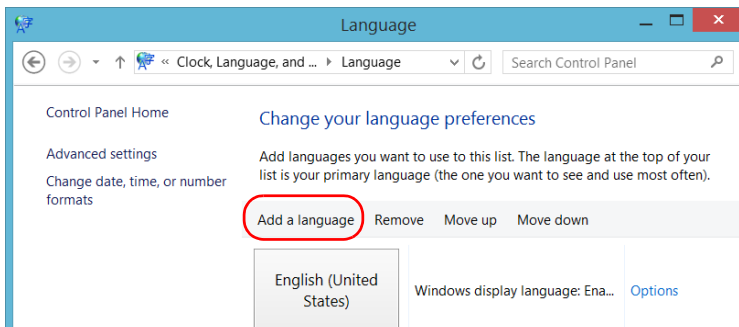 Language
« Clock, Language, and ... Language
Search Control Panel
Control Panel Home
Advanced settings
Change date, time, or number
formats
Change your language preferences
Add languages you want to use to this list. The language at the top of your
list is your primary language (the one you want to see and use most often).
Add a language Remove Move up Move down
English (United
States)
Windows display language: Ena...
Options